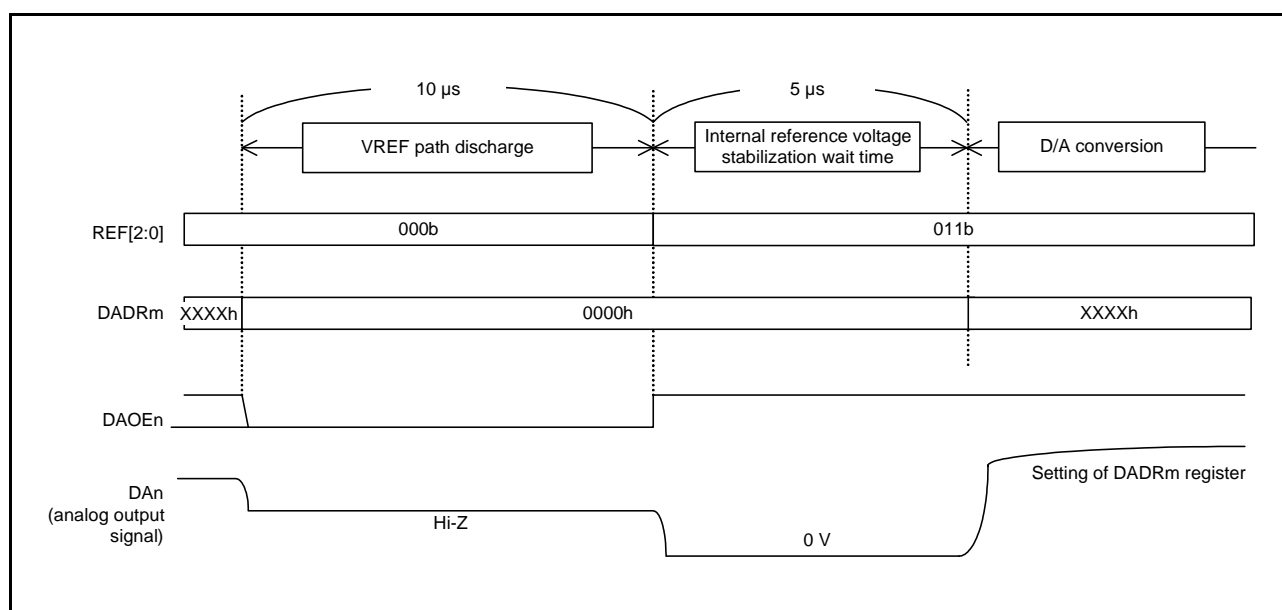 10 µs
5 µs
VREF path discharge
Internal reference voltage
stabilization wait time
D/A conversion
REF[2:0]
000b
011b
DADRm
XXXXh
0000h
XXXXh
DAOEn
DAn
(analog output
signal)
Hi-Z
0 V
Setting of DADRm register